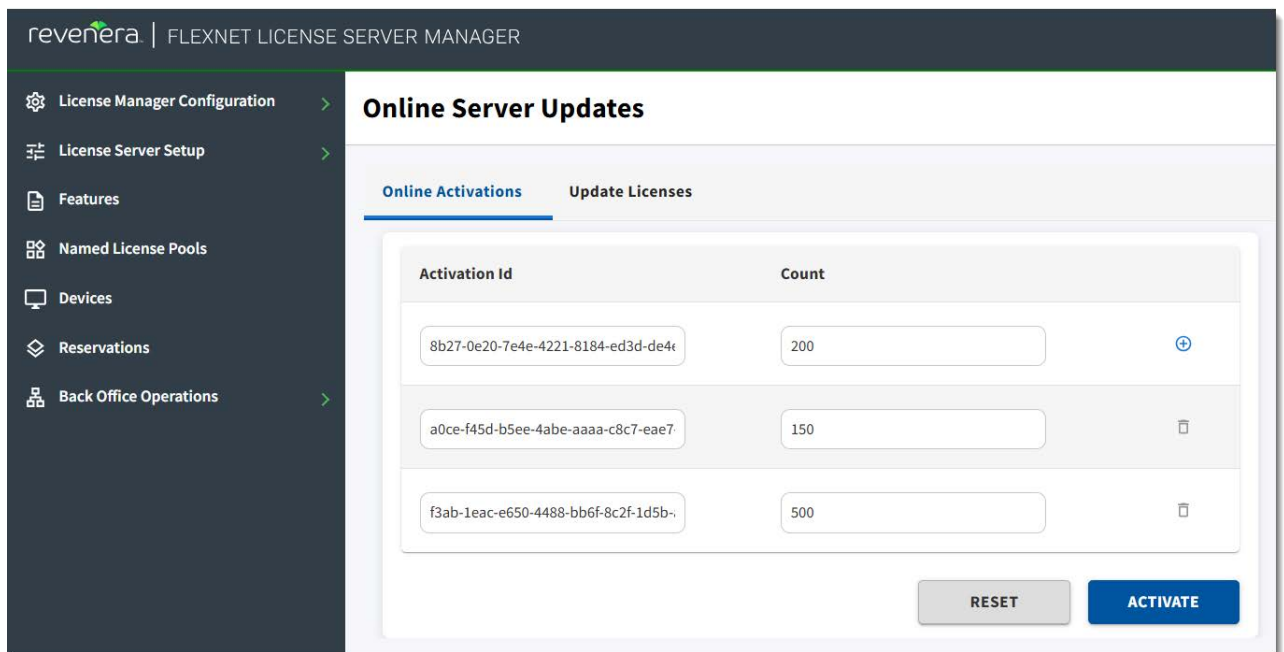 revenera. | FLEXNET LICENSE SERVER MANAGER
License Manager Configuration
License Server Setup
Features
Named License Pools
Devices
Reservations
Back Office Operations
Online Server Updates
Online Activations Update Licenses
Activation Id Count
8b27-0e20-7e4e-4221-8184-ed3d-de4e 200
a0ce-f45d-b5ee-4abe-aaaa-c8c7-eae7- 150
f3ab-1eac-e650-4488-bb6f-8c2f-1d5b- 500
RESET ACTIVATE